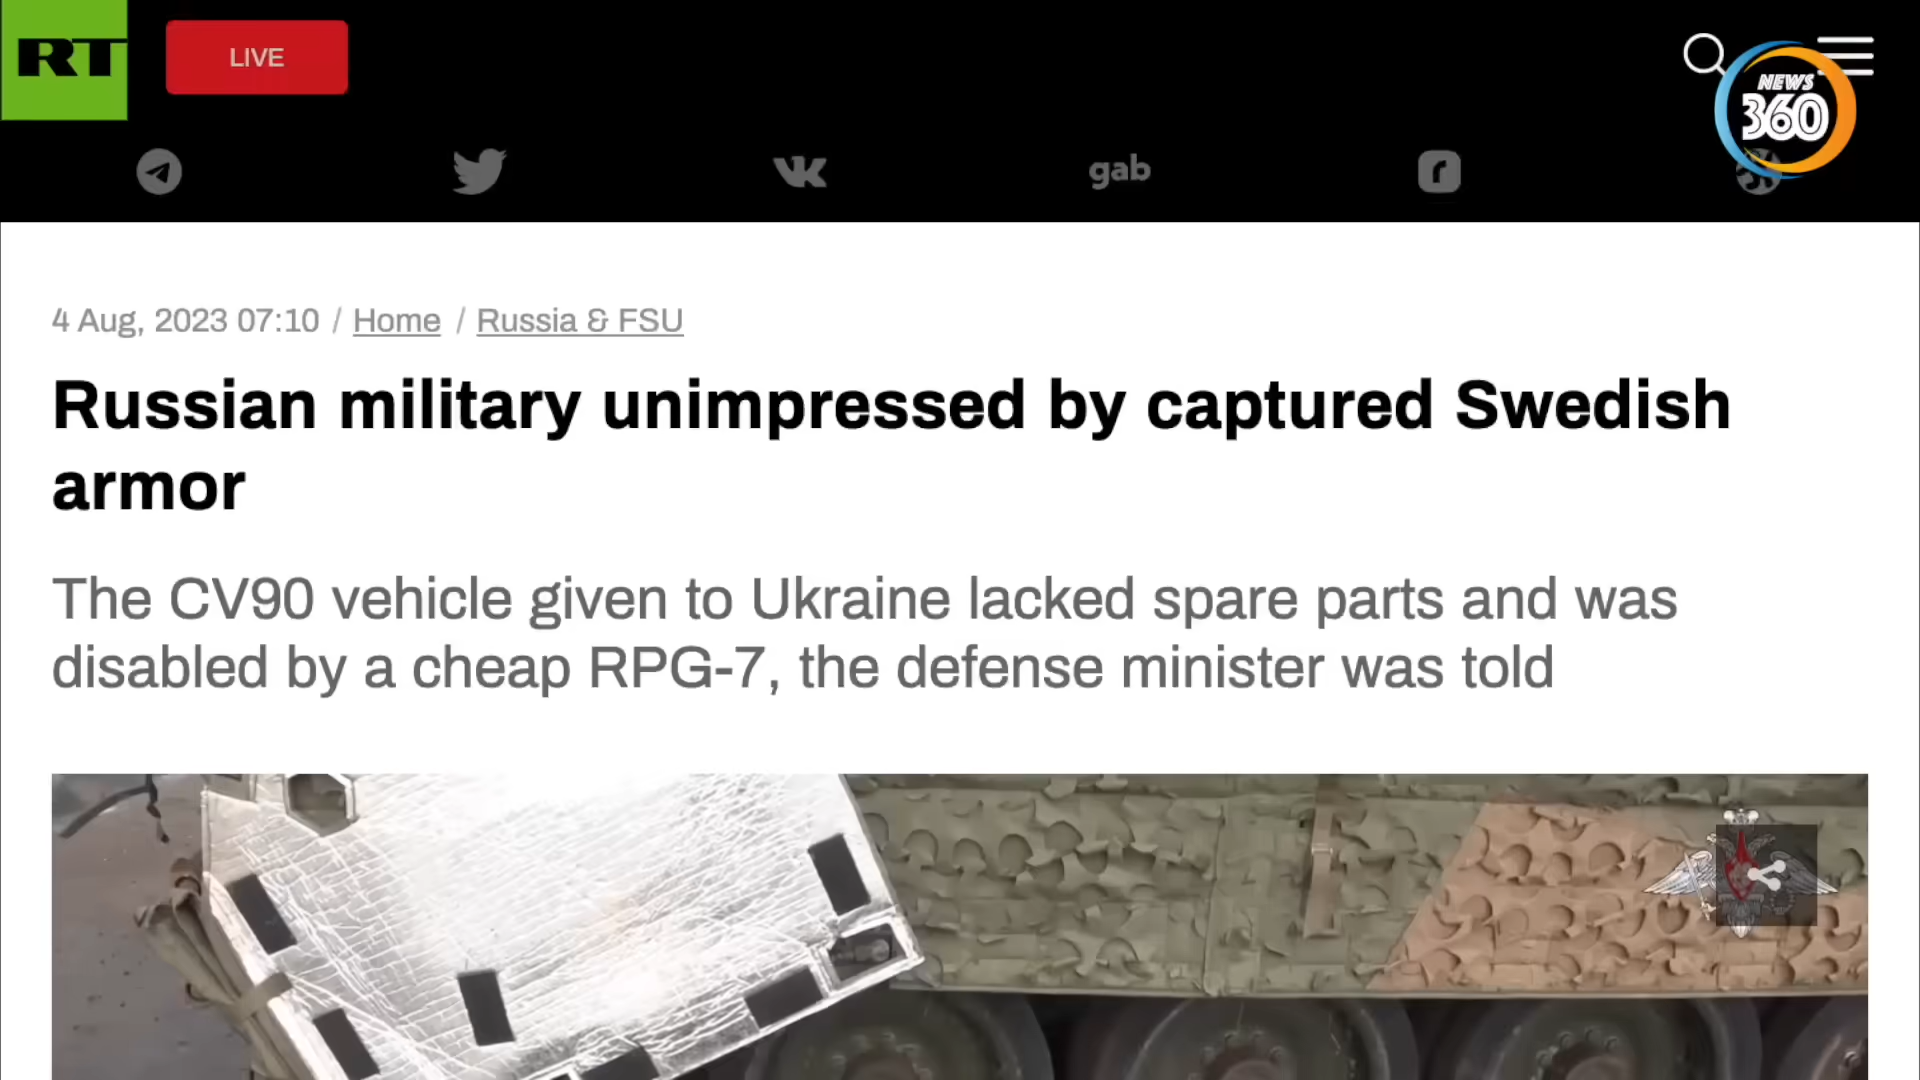 RT
LIVE
NEWS
360
gab
4 Aug, 2023 07:10 / Home / Russia & FSU
Russian military unimpressed by captured Swedish
armor
The CV90 vehicle given to Ukraine lacked spare parts and was
disabled by a cheap RPG-7, the defense minister was told